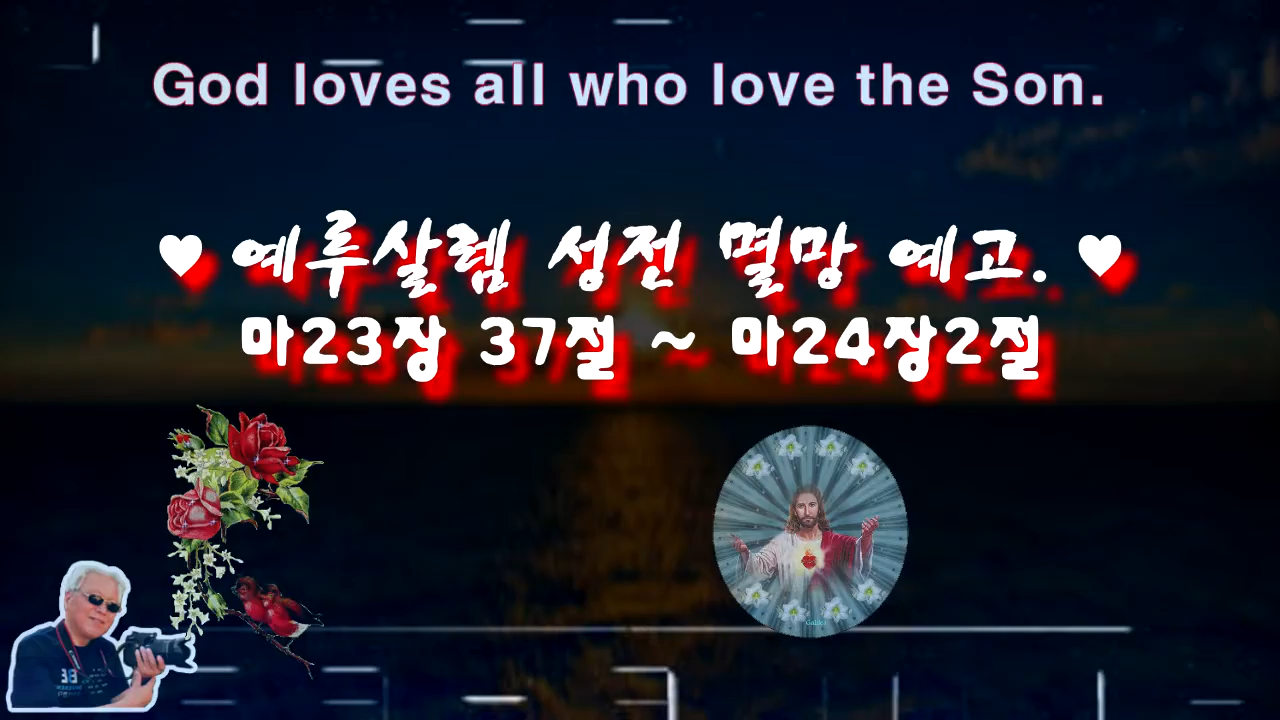 God loves all who love the Son.
♥ 예루살렘 성전 멸망 예고. ♥
마23장 37절 ~ 마24장2절